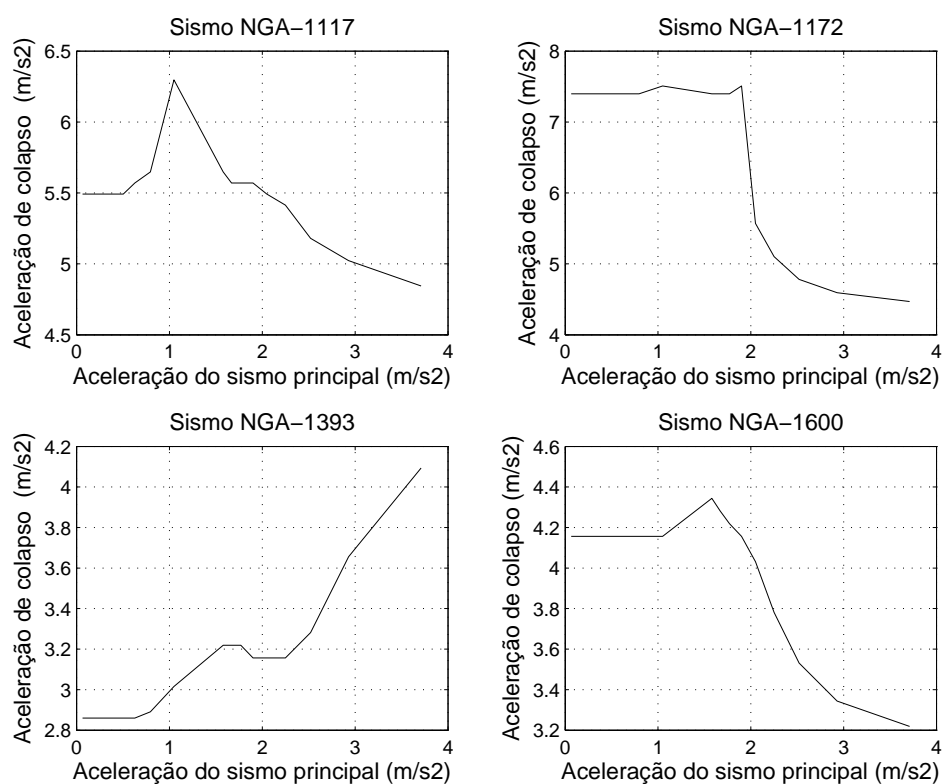 Sismo NGA−1117
Aceleração de colapso (m/s2)
6.5
6
5.5
5
4.5
0 1 2 3 4
Aceleração do sismo principal (m/s2)
Sismo NGA−1172
Aceleração de colapso (m/s2)
8
7
6
5
4
0 1 2 3 4
Aceleração do sismo principal (m/s2)
Sismo NGA−1393
Aceleração de colapso (m/s2)
4.2
4
3.8
3.6
3.4
3.2
3
2.8
0 1 2 3 4
Aceleração do sismo principal (m/s2)
Sismo NGA−1600
Aceleração de colapso (m/s2)
4.6
4.4
4.2
4
3.8
3.6
3.4
3.2
0 1 2 3 4
Aceleração do sismo principal (m/s2)